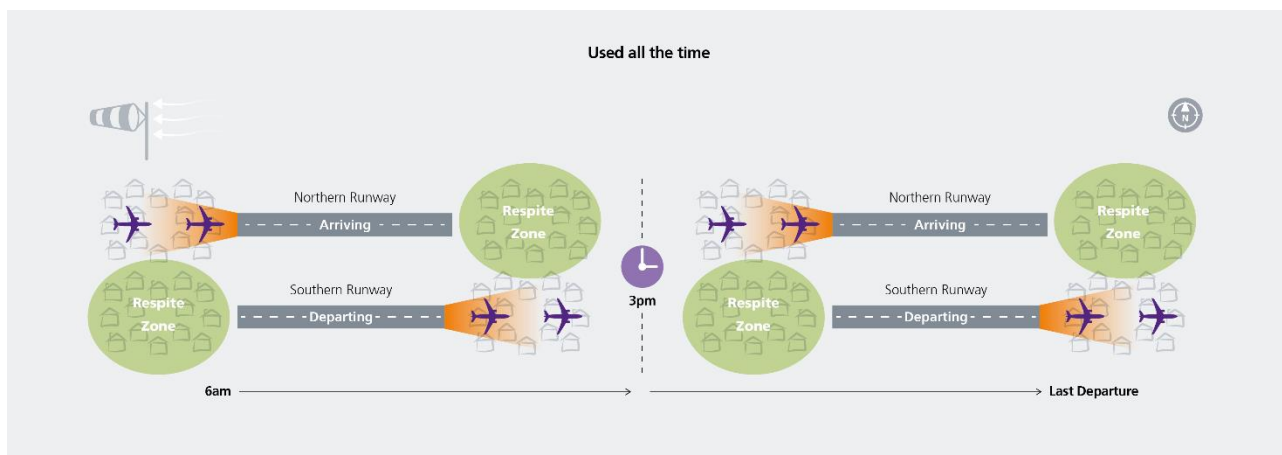 Used all the time
N
Northern Runway
Arriving
Respite
Zone
Respite
Zone
Southern Runway
Departing
6am
3pm
Northern Runway
Arriving
Respite
Zone
Respite
Zone
Southern Runway
Departing
Last Departure